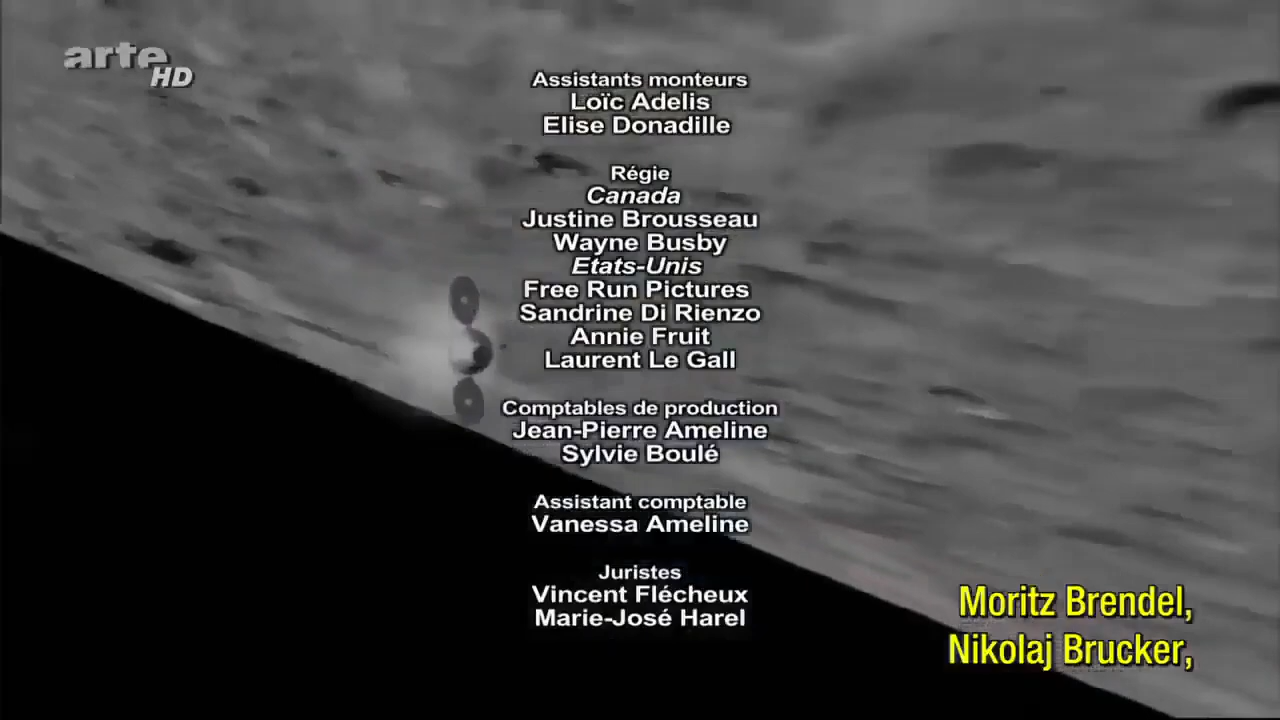 arte
HD
Assistants monteurs
Loïc Adelis
Elise Donadille
Régie
Canada
Justine Brousseau
Wayne Busby
Etats-Unis
Free Run Pictures
Sandrine Di Rienzo
Annie Fruit
Laurent Le Gall
Comptables de production
Jean-Pierre Ameline
Sylvie Boulé
Assistant comptable
Vanessa Ameline
Juristes
Vincent Flécheux
Marie-José Harel
Moritz Brendel,
Nikolaj Brucker,